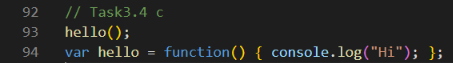 92 // Task3.4 c
93 hello();
94 var hello = function() { console.log("Hi"); };